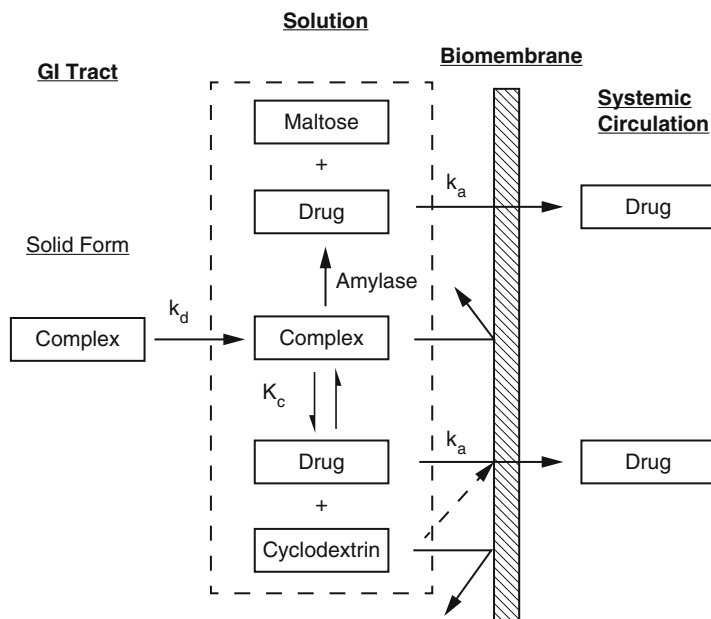 Solution
GI Tract
Biomembrane
Systemic
Circulation
Maltose
+
Drug
k_a
Drug
Solid Form
Amylase
Complex
k_d
Complex
K_c
Drug
k_a
Drug
+
Cyclodextrin